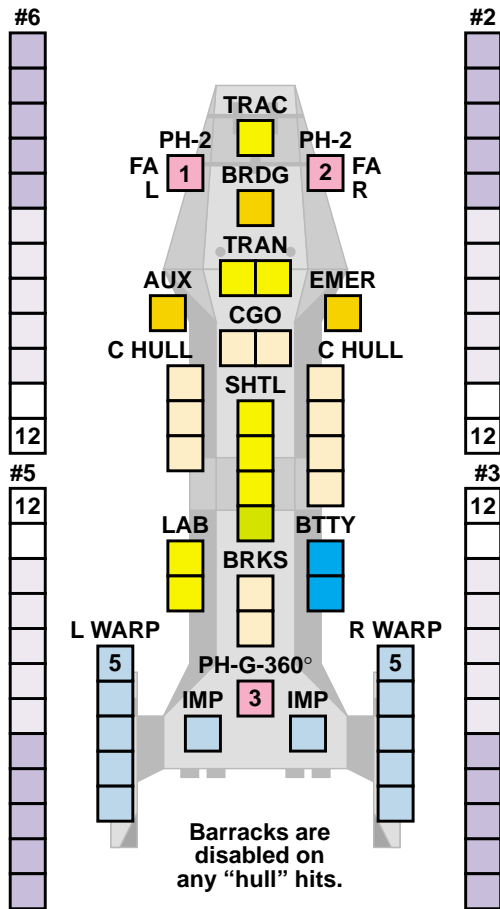 #6 #2
TRAC
PH-2 PH-2
FA L 1 2 FA R
BRDG
TRAN
AUX EMER
CGO
C HULL C HULL
SHTL
12 12
#5 #3
12 12
LAB BTTY
BRKS
L WARP R WARP
5 5
PH-G-360°
IMP 3 IMP
Barracks are
disabled on
any “hull” hits.